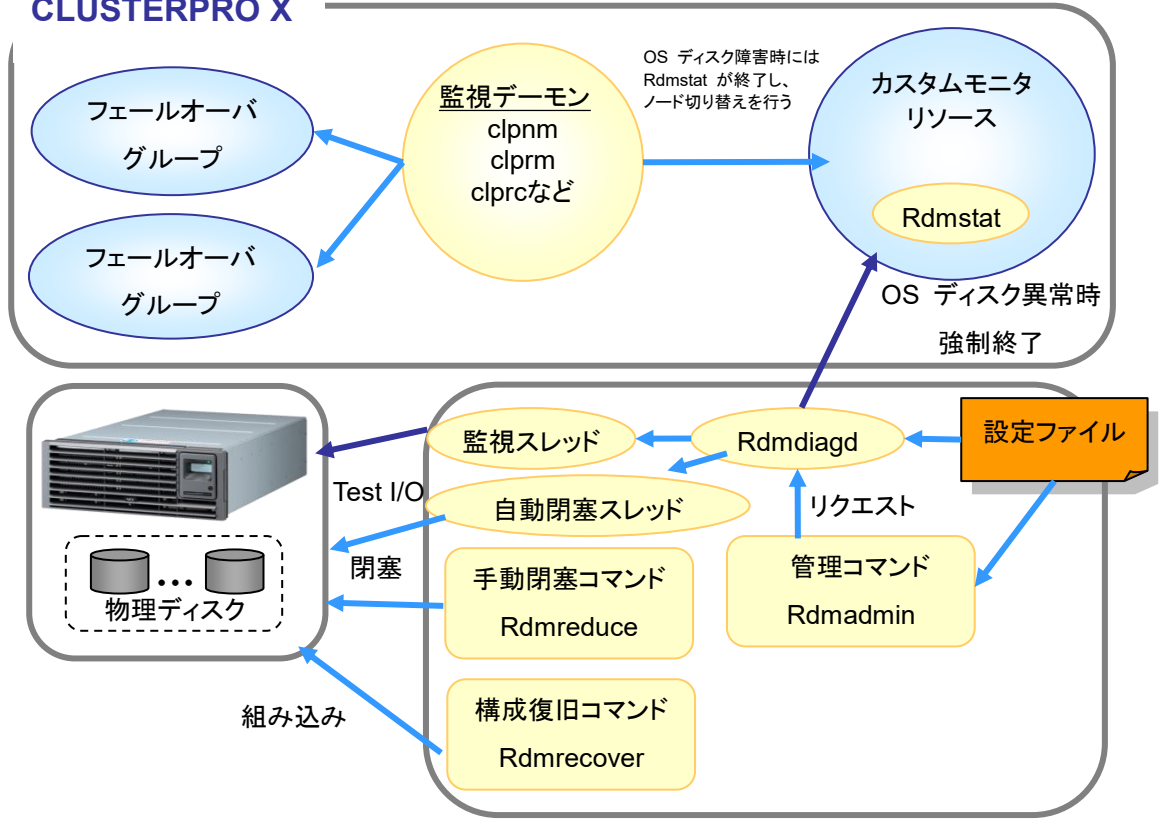 CLUSTERPRO X
フェールオーバ
グループ
フェールオーバ
グループ
監視デーモン
clpnm
clprm
clprcなど
OS ディスク障害時には
Rdmstat が終了し、
ノード切り替えを行う
カスタムモニタ
リソース
Rdmstat
OS ディスク異常時
強制終了
監視スレッド
Rdmdiagd
設定ファイル
Test I/O
自動閉塞スレッド
リクエスト
閉塞
手動閉塞コマンド
Rdmreduce
管理コマンド
Rdmadmin
...
物理ディスク
組み込み
構成復旧コマンド
Rdmrecover